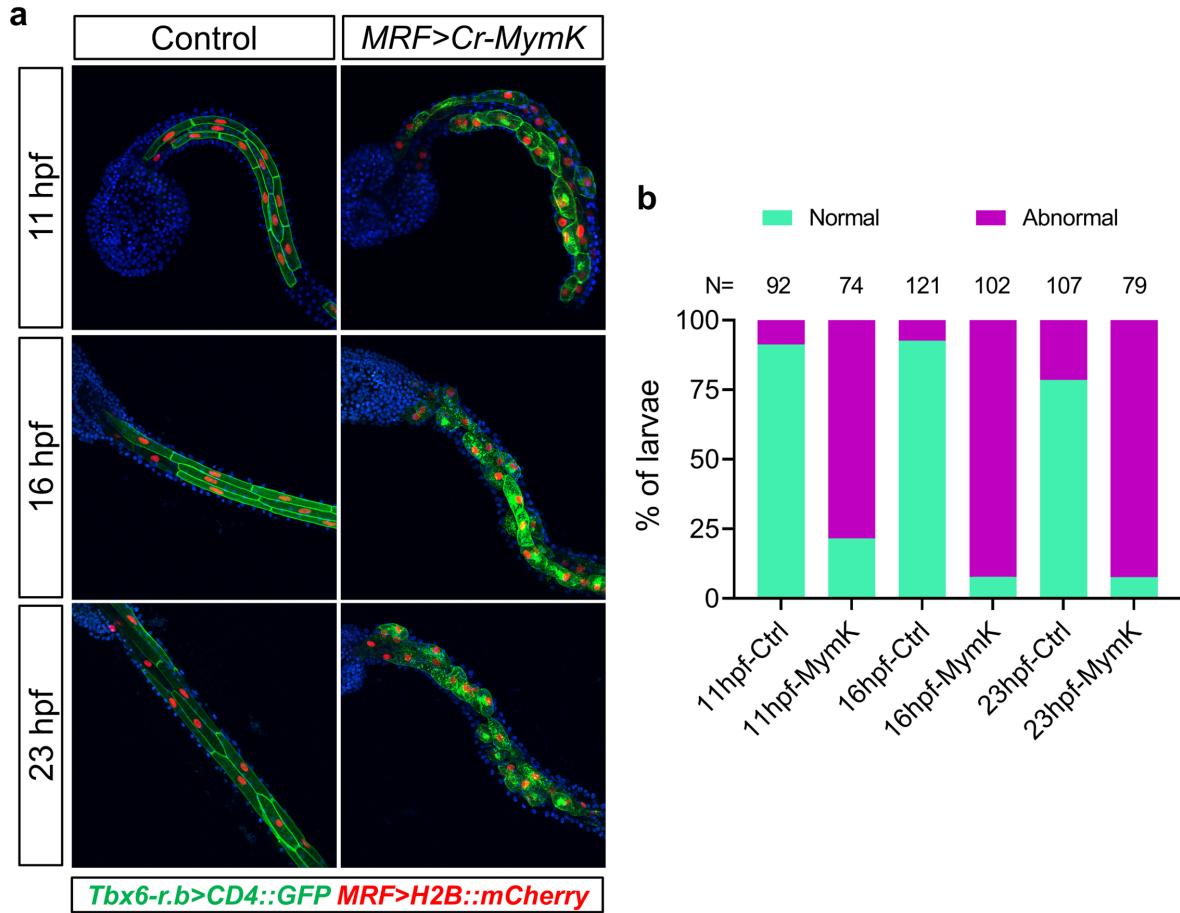 a
Control
MRF>Cr-MymK
11 hpf
16 hpf
23 hpf
Tbx6-r.b>CD4::GFP MRF>H2B::mCherry
b
Normal
Abnormal
N= 92 74 121 102 107 79
% of larvae
100
75
50
25
0
11hpf-Ctrl
11hpf-MymK
16hpf-Ctrl
16hpf-MymK
23hpf-Ctrl
23hpf-MymK